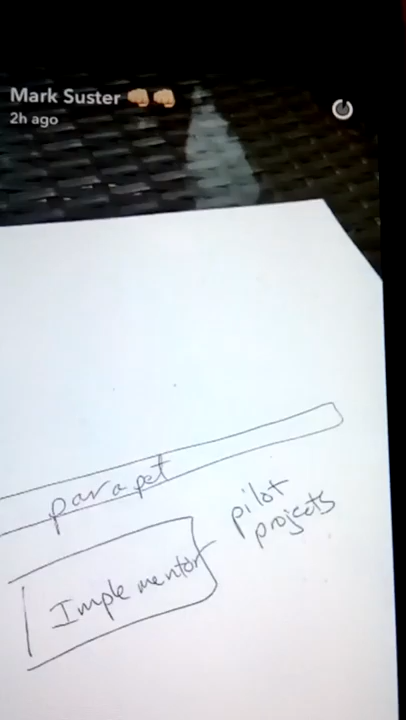 Mark Suster 👊👊
2h ago
parapet
pilot
projects
Implementor